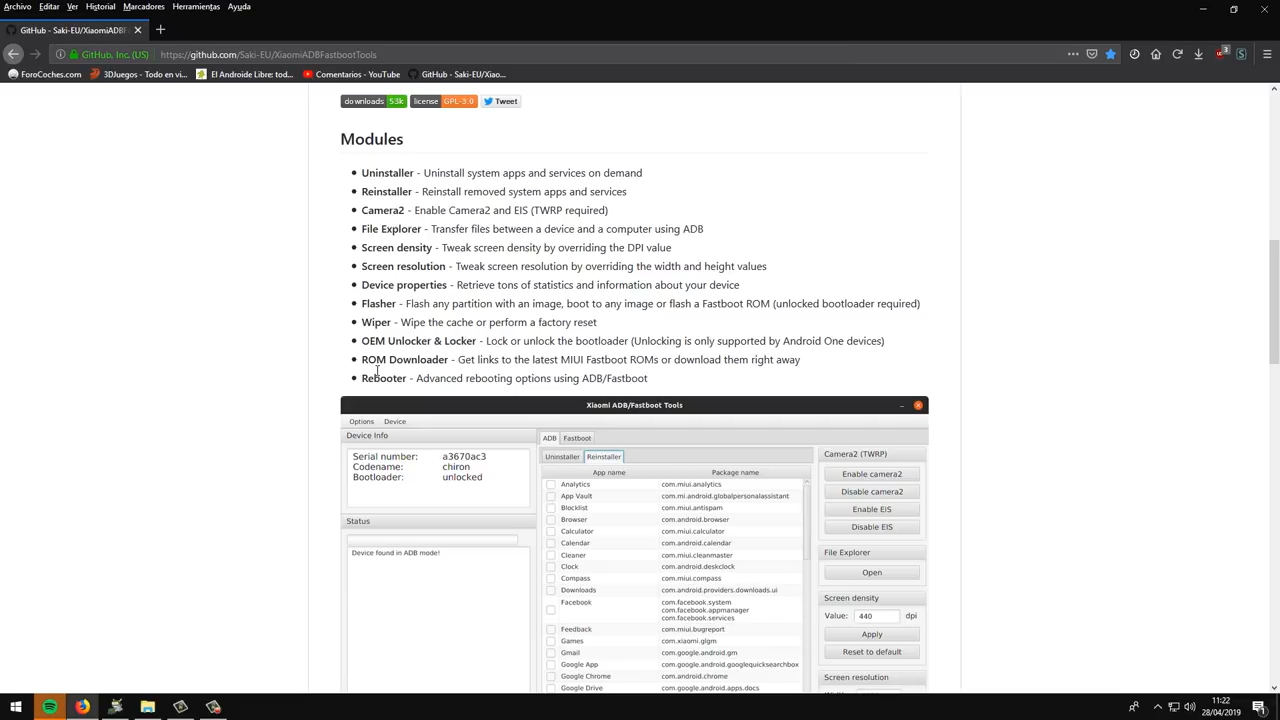 Archivo Editar Ver Historial Marcadores Herramientas Ayuda
GitHub - Saki-EU/XiaomiADBF
GitHub, Inc. (US) https://github.com/Saki-EU/XiaomiADBFastbootTools
ForoCoches.com 3DJuegos - Todo en vi... El Androide Libre: tod... Comentarios - YouTube GitHub - Saki-EU/Xiao...
downloads 53k license GPL-3.0 Tweet
Modules
Uninstaller - Uninstall system apps and services on demand
Reinstaller - Reinstall removed system apps and services
Camera2 - Enable Camera2 and EIS (TWRP required)
File Explorer - Transfer files between a device and a computer using ADB
Screen density - Tweak screen density by overriding the DPI value
Screen resolution - Tweak screen resolution by overriding the width and height values
Device properties - Retrieve tons of statistics and information about your device
Flasher - Flash any partition with an image, boot to any image or flash a Fastboot ROM (unlocked bootloader required)
Wiper - Wipe the cache or perform a factory reset
OEM Unlocker & Locker - Lock or unlock the bootloader (Unlocking is only supported by Android One devices)
ROM Downloader - Get links to the latest MIUI Fastboot ROMs or download them right away
Rebooter - Advanced rebooting options using ADB/Fastboot
Xiaomi ADB/Fastboot Tools
Options Device
Device Info
Serial number: a3670ac3
Codename: chiron
Bootloader: unlocked
Status
Device found in ADB mode!
ADB Fastboot
Uninstaller Reinstaller
App name Package name
Analytics com.miui.analytics
App Vault com.mi.android.globalpersonalassistant
Blocklist com.miui.antispam
Browser com.android.browser
Calculator com.miui.calculator
Calendar com.android.calendar
Cleaner com.miui.cleanmaster
Clock com.android.deskclock
Compass com.miui.compass
Downloads com.android.providers.downloads.ui
Facebook com.facebook.system
com.facebook.appmanager
com.facebook.services
Feedback com.miui.bugreport
Games com.xiaomi.glgm
Gmail com.google.android.gm
Google App com.google.android.googlequicksearchbox
Google Chrome com.android.chrome
Google Drive com.google.android.apps.docs
Camera2 (TWRP)
Enable camera2
Disable camera2
Enable EIS
Disable EIS
File Explorer
Open
Screen density
Value: 440 dpi
Apply
Reset to default
Screen resolution
11:22
28/04/2019